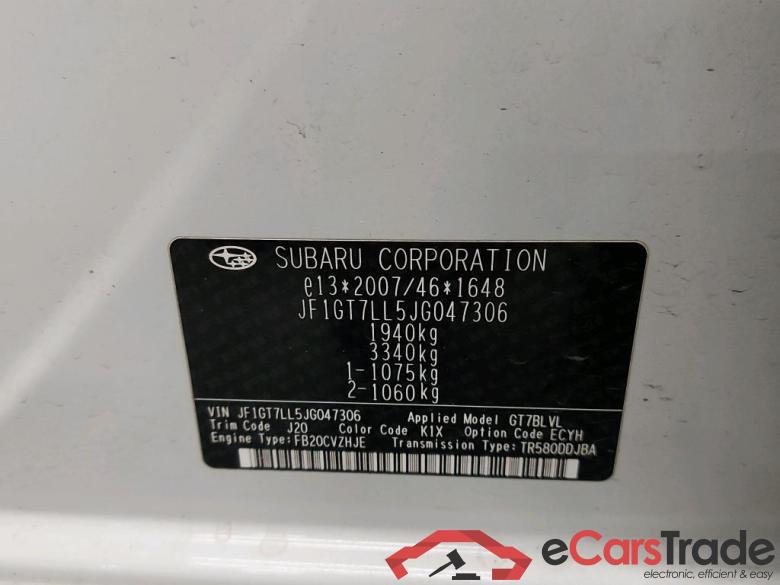 SUBARU CORPORATION
e13*2007/46*1648
JF1GT7LL5JG047306
1940kg
3340kg
1-1075kg
2-1060kg
VIN JF1GT7LL5JG047306 Applied Model GT7BLVL
Trim Code J20 Color Code K1X Option Code ECYH
Engine Type:FB20CVZHJE Transmission Type:TR580DDJBA
eCarsTrade
electronic, efficient & easy